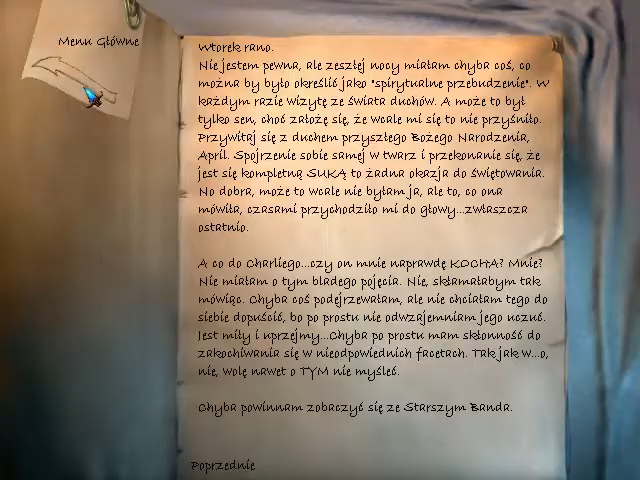 Menu Główne
Wtorek rano.
Nie jestem pewna, ale zeszłej nocy miałam chyba coś, co
można by było określić jako "spirytualne przebudzenie". W
każdym razie wizytę ze świata duchów. A może to był
tylko sen, choć założę się, że wcale mi się to nie przyśniło.
Przywitaj się z duchem przyszłego Bożego Narodzenia,
April. Spojrzenie sobie samej w twarz i przekonanie się, że
jest się kompletną SUKĄ to żadna okazja do świętowania.
No dobra, może to wcale nie byłam ja, ale to, co ona
mówiła, czasami przychodziło mi do głowy...zwłaszcza
ostatnio.
A co do Charliego...czy on mnie naprawdę KOCHA? Mnie?
Nie miałam o tym bladego pojęcia. Nie, skłamałabym tak
mówiąc. Chyba coś podejrzewałam, ale nie chciałam tego do
siebie dopuścić, bo po prostu nie odwzajemniam jego uczuć.
Jest miły i uprzejmy...Chyba po prostu mam skłonność do
zakochiwania się w nieodpowiednich facetach. Tak jak w...o,
nie, wolę nawet o TYM nie myśleć.
Chyba powinnam zobaczyć się ze Starszym Banda.
Poprzednie